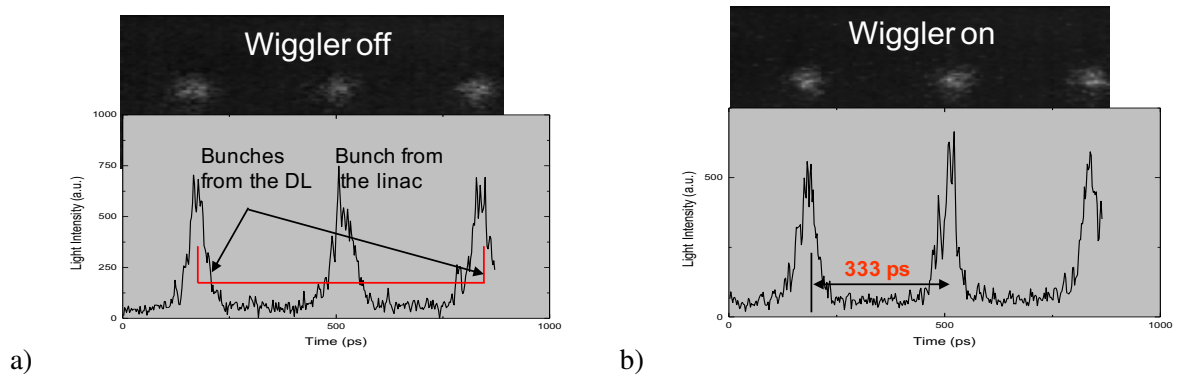 Wiggler off
1000
750
500
250
0
Light Intensity (a.u.)
Bunches
from the DL
Bunch from
the linac
0
500
1000
Time (ps)
a)
Wiggler on
500
0
Light Intensity (a.u.)
333 ps
0
500
1000
Time (ps)
b)